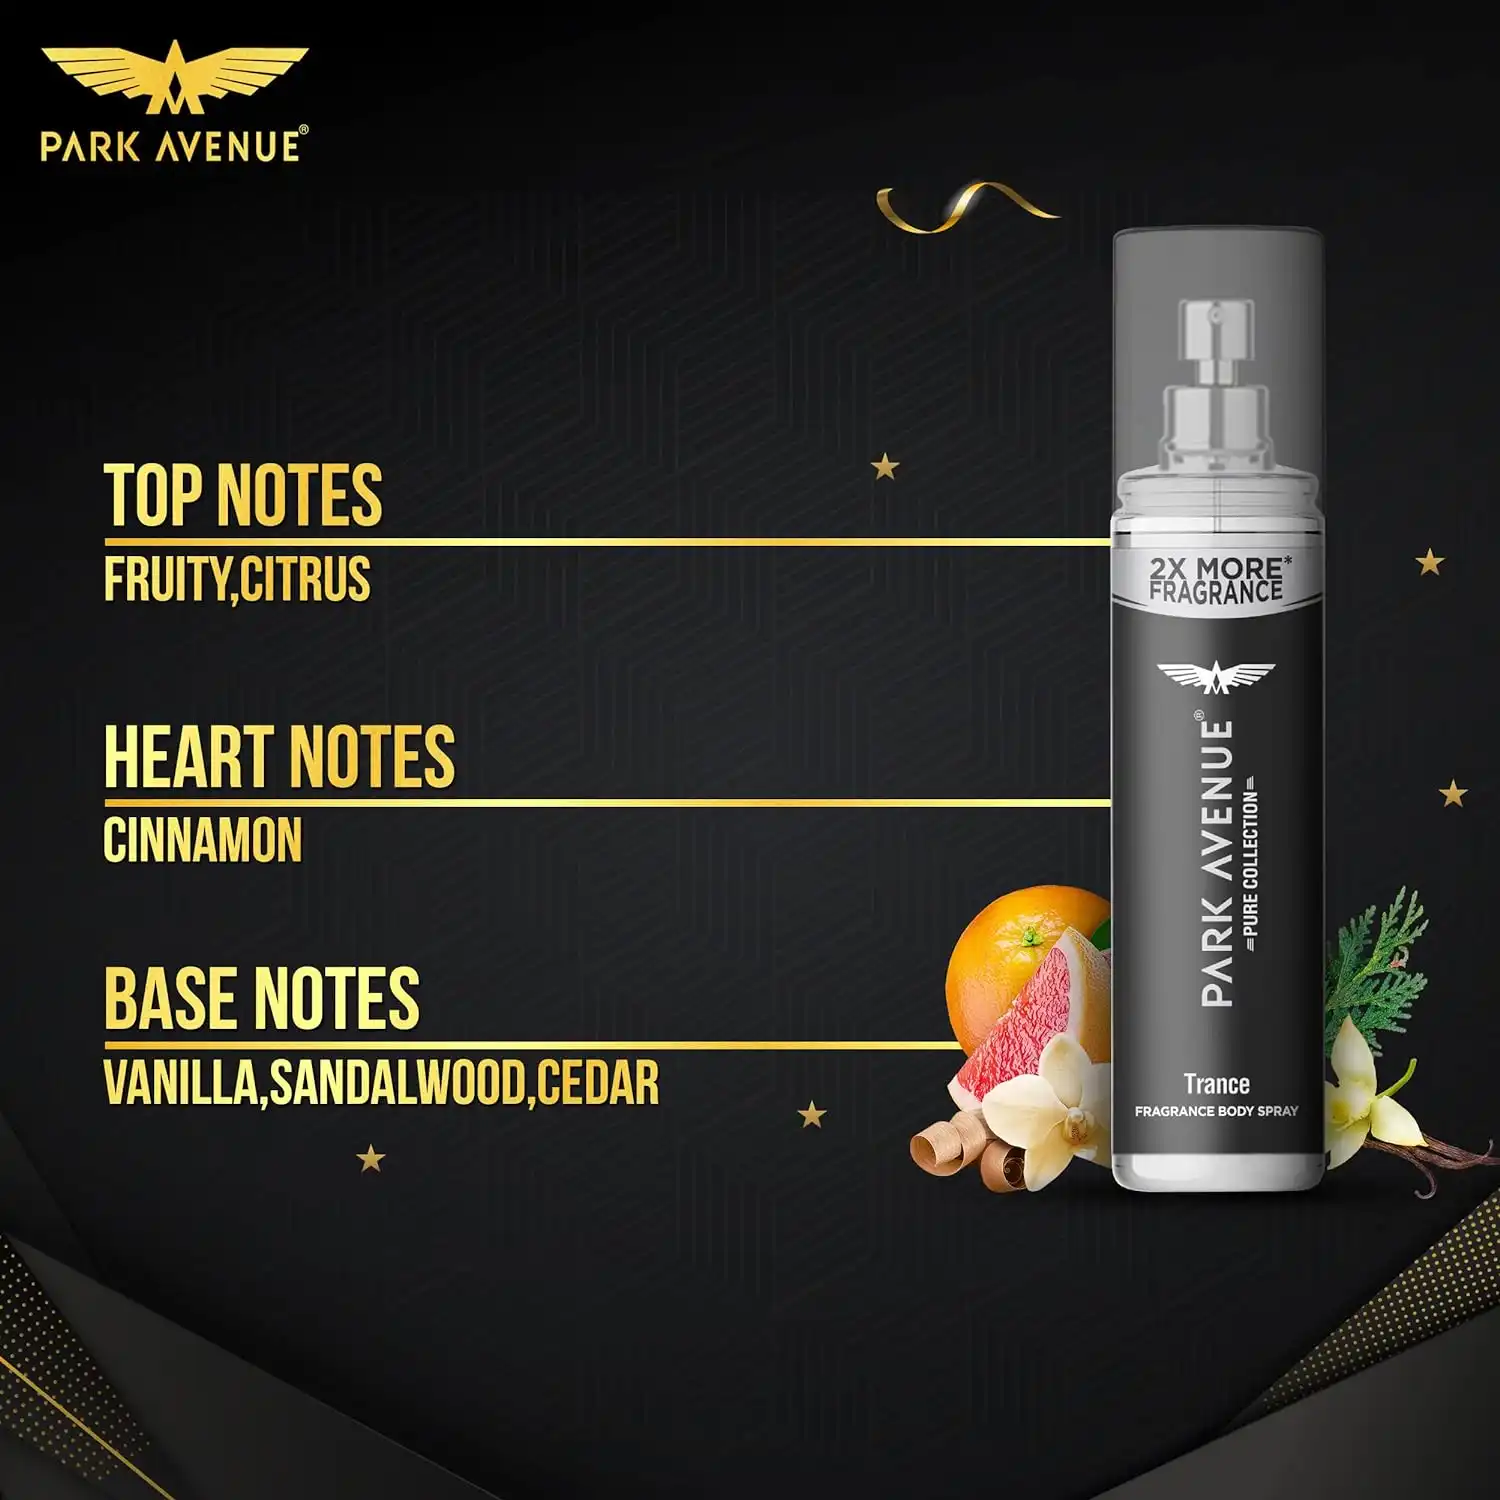 PARK AVENUE®
TOP NOTES
FRUITY,CITRUS
HEART NOTES
CINNAMON
BASE NOTES
VANILLA,SANDALWOOD,CEDAR
2X MORE*
FRAGRANCE
PARK AVENUE®
PURE COLLECTION
Trance
FRAGRANCE BODY SPRAY